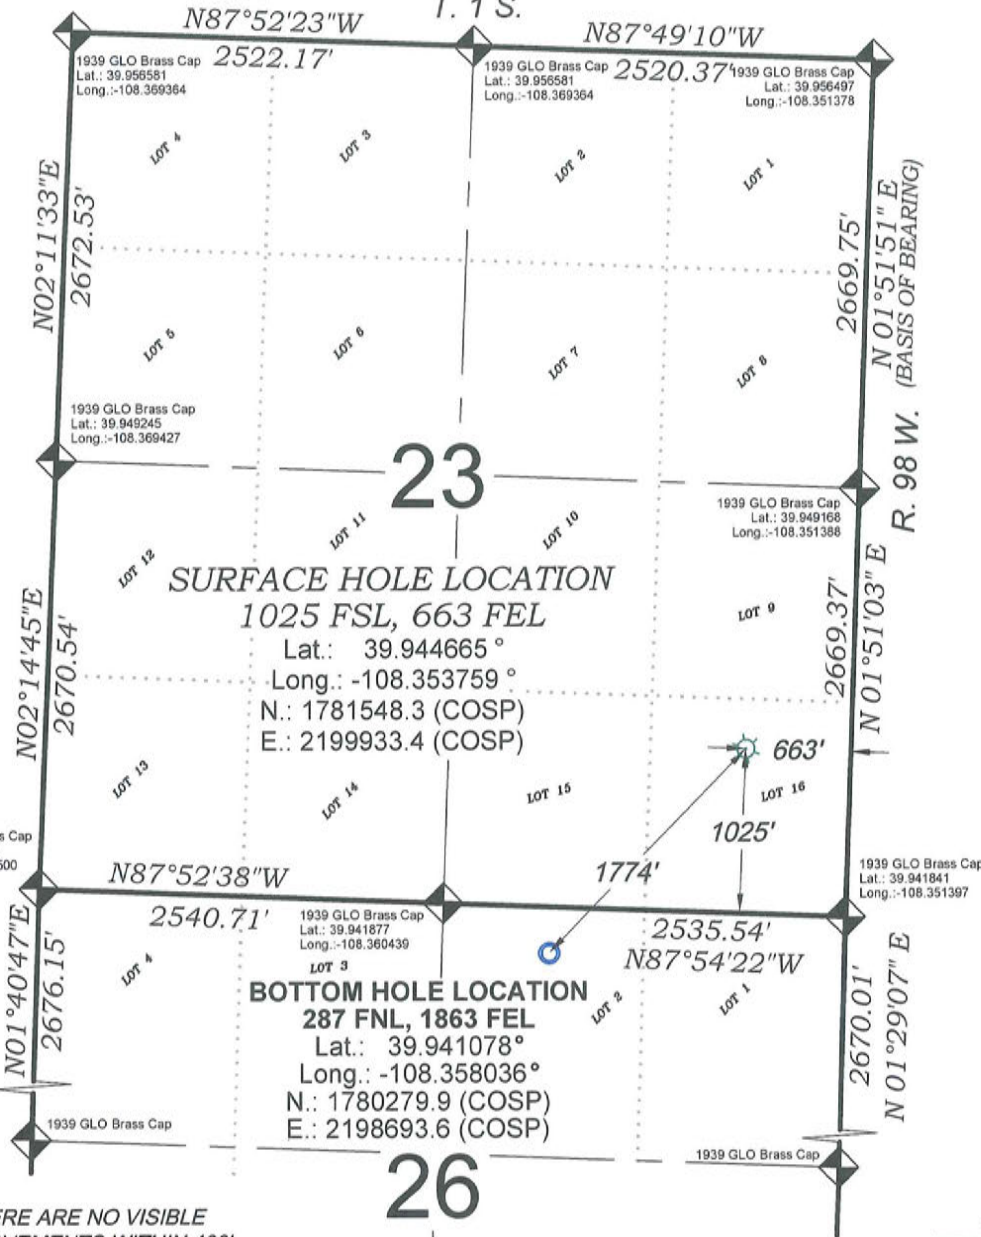 T. 1 S.
N87°52'23"W
2522.17'
N87°49'10"W
2520.37'
1939 GLO Brass Cap
Lat.: 39.956581
Long.:-108.369364
1939 GLO Brass Cap
Lat.: 39.956581
Long.:-108.369364
1939 GLO Brass Cap
Lat.: 39.956497
Long.:-108.351378
LOT 4
LOT 3
LOT 2
LOT 1
N02°11'33"E
2672.53'
2669.75'
N 01°51'51" E
(BASIS OF BEARING)
LOT 5
LOT 6
LOT 7
LOT 8
1939 GLO Brass Cap
Lat.: 39.949245
Long.:-108.369427
23
R. 98 W.
1939 GLO Brass Cap
Lat.: 39.949168
Long.:-108.351388
LOT 12
LOT 11
LOT 10
LOT 9
SURFACE HOLE LOCATION
1025 FSL, 663 FEL
Lat.: 39.944665 °
Long.: -108.353759 °
N.: 1781548.3 (COSP)
E.: 2199933.4 (COSP)
N02°14'45"E
2670.54'
2669.37'
N 01°51'03" E
663'
LOT 13
LOT 14
LOT 15
LOT 16
1025'
1774'
s Cap
500
1939 GLO Brass Cap
Lat.: 39.941841
Long.:-108.351397
N87°52'38"W
2540.71'
1939 GLO Brass Cap
Lat.: 39.941877
Long.:-108.360439
2535.54'
N87°54'22"W
N01°40'47"E
2676.15'
LOT 4
LOT 3
LOT 2
LOT 1
2670.01'
N 01°29'07" E
BOTTOM HOLE LOCATION
287 FNL, 1863 FEL
Lat.: 39.941078°
Long.: -108.358036°
N.: 1780279.9 (COSP)
E.: 2198693.6 (COSP)
1939 GLO Brass Cap
1939 GLO Brass Cap
26
ERE ARE NO VISIBLE